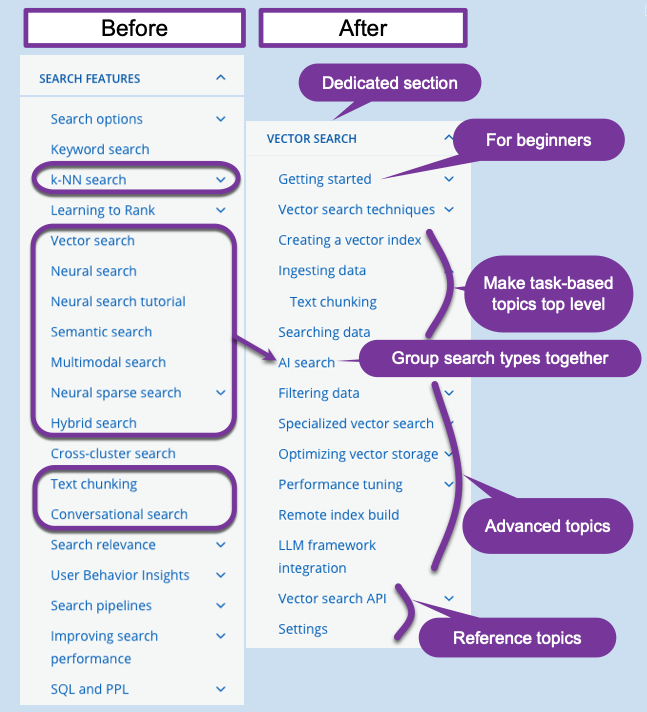 Before
After
SEARCH FEATURES
Search options
Keyword search
k-NN search
Learning to Rank
Vector search
Neural search
Neural search tutorial
Semantic search
Multimodal search
Neural sparse search
Hybrid search
Cross-cluster search
Text chunking
Conversational search
Search relevance
User Behavior Insights
Search pipelines
Improving search
performance
SQL and PPL
Dedicated section
VECTOR SEARCH
For beginners
Getting started
Vector search techniques
Creating a vector index
Ingesting data
Text chunking
Make task-based
topics top level
Searching data
AI search
Group search types together
Filtering data
Specialized vector search
Optimizing vector storage
Performance tuning
Remote index build
LLM framework
integration
Advanced topics
Vector search API
Settings
Reference topics